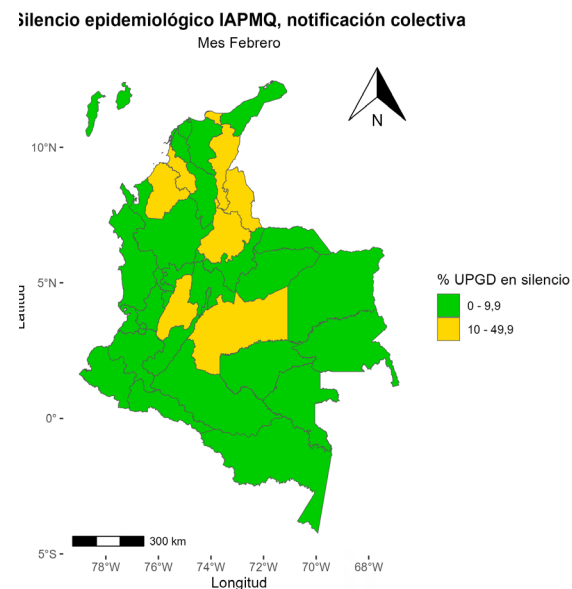 Silencio epidemiológico IAPMQ, notificación colectiva
Mes Febrero
N
10°N
5°N
0°
5°S
Latitud
% UPGD en silencio
0 - 9,9
10 - 49,9
300 km
78°W 76°W 74°W 72°W 70°W 68°W
Longitud